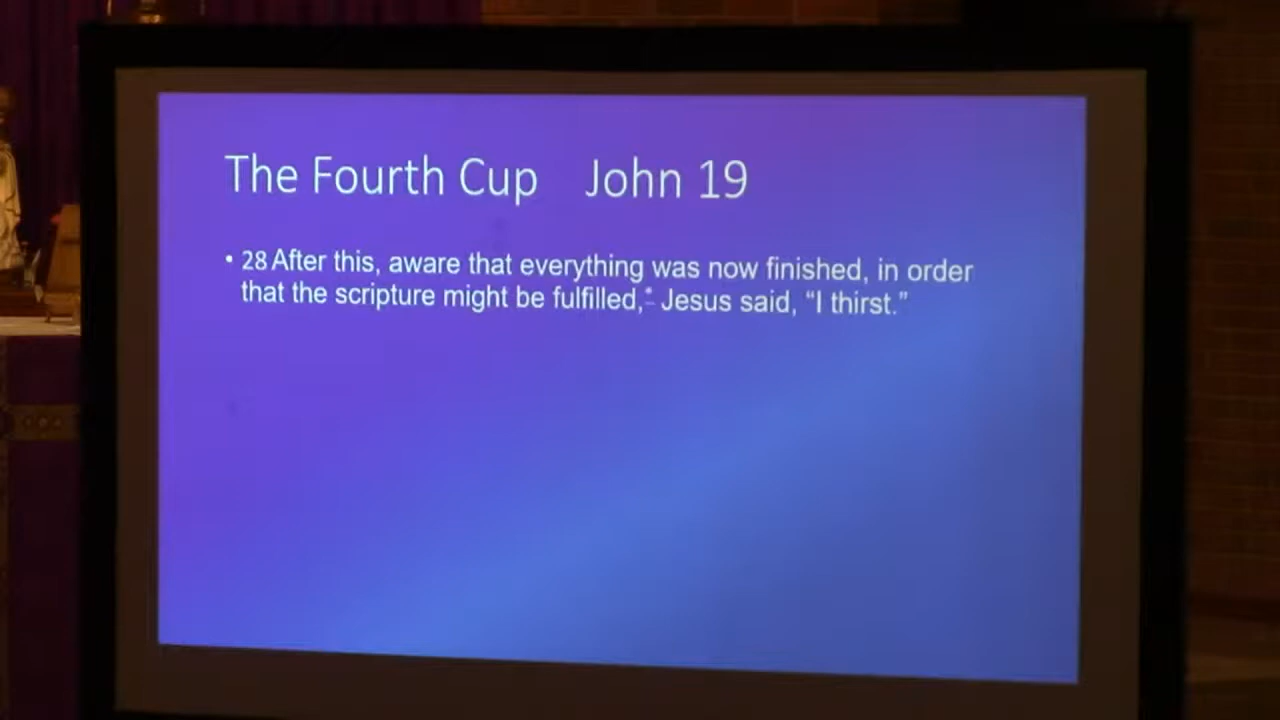 The Fourth Cup John 19
• 28 After this, aware that everything was now finished, in order
that the scripture might be fulfilled,* Jesus said, “I thirst.”